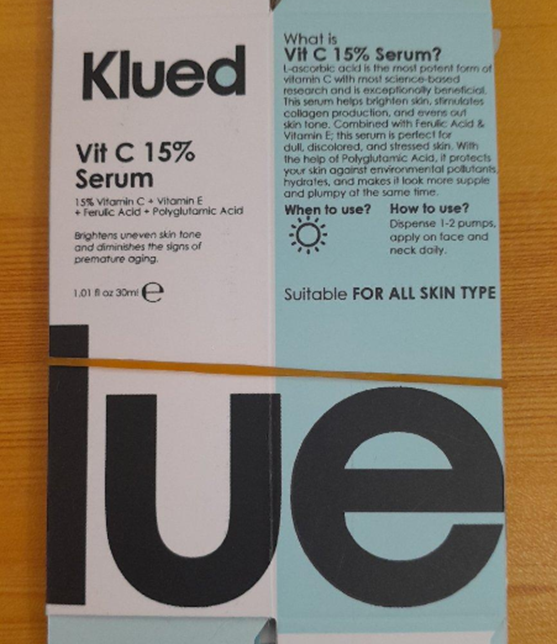 Klued
Vit C 15%
Serum
15% Vitamin C + Vitamin E
+ Ferulic Acid + Polyglutamic Acid
Brightens uneven skin tone
and diminishes the signs of
premature aging.
1.01 fl oz 30ml e
What is
Vit C 15% Serum?
L-ascorbic acid is the most potent form of
vitamin C with most science-based
research and is exceptionally beneficial.
This serum helps brighten skin, stimulates
collagen production, and evens out
skin tone. Combined with Ferulic Acid &
Vitamin E; this serum is perfect for
dull, discolored, and stressed skin. With
the help of Polyglutamic Acid, it protects
your skin against environmental pollutants,
hydrates, and makes it look more supple
and plumpy at the same time.
When to use?
How to use?
Dispense 1-2 pumps,
apply on face and
neck daily.
Suitable FOR ALL SKIN TYPE
lue